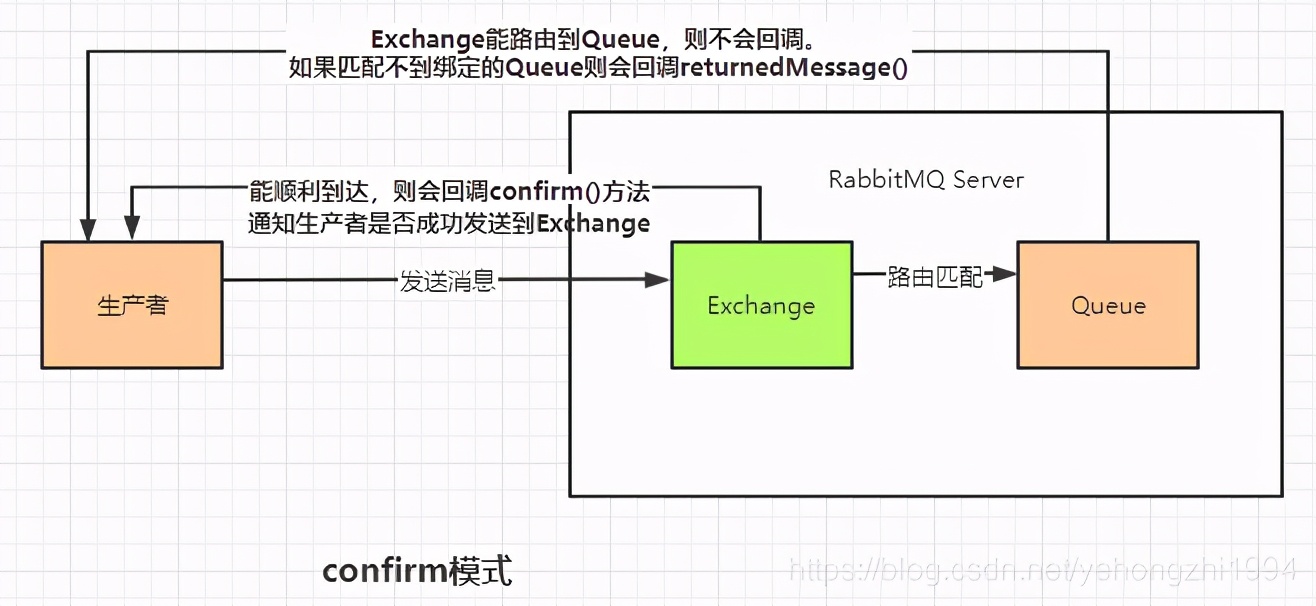 Exchange能路由到Queue，则不会回调。
如果匹配不到绑定的Queue则会回调returnedMessage()
RabbitMQ Server
能顺利到达，则会回调confirm()方法
通知生产者是否成功发送到Exchange
生产者
发送消息
Exchange
路由匹配
Queue
confirm模式
https://blog.csdn.net/yehongzhi1994